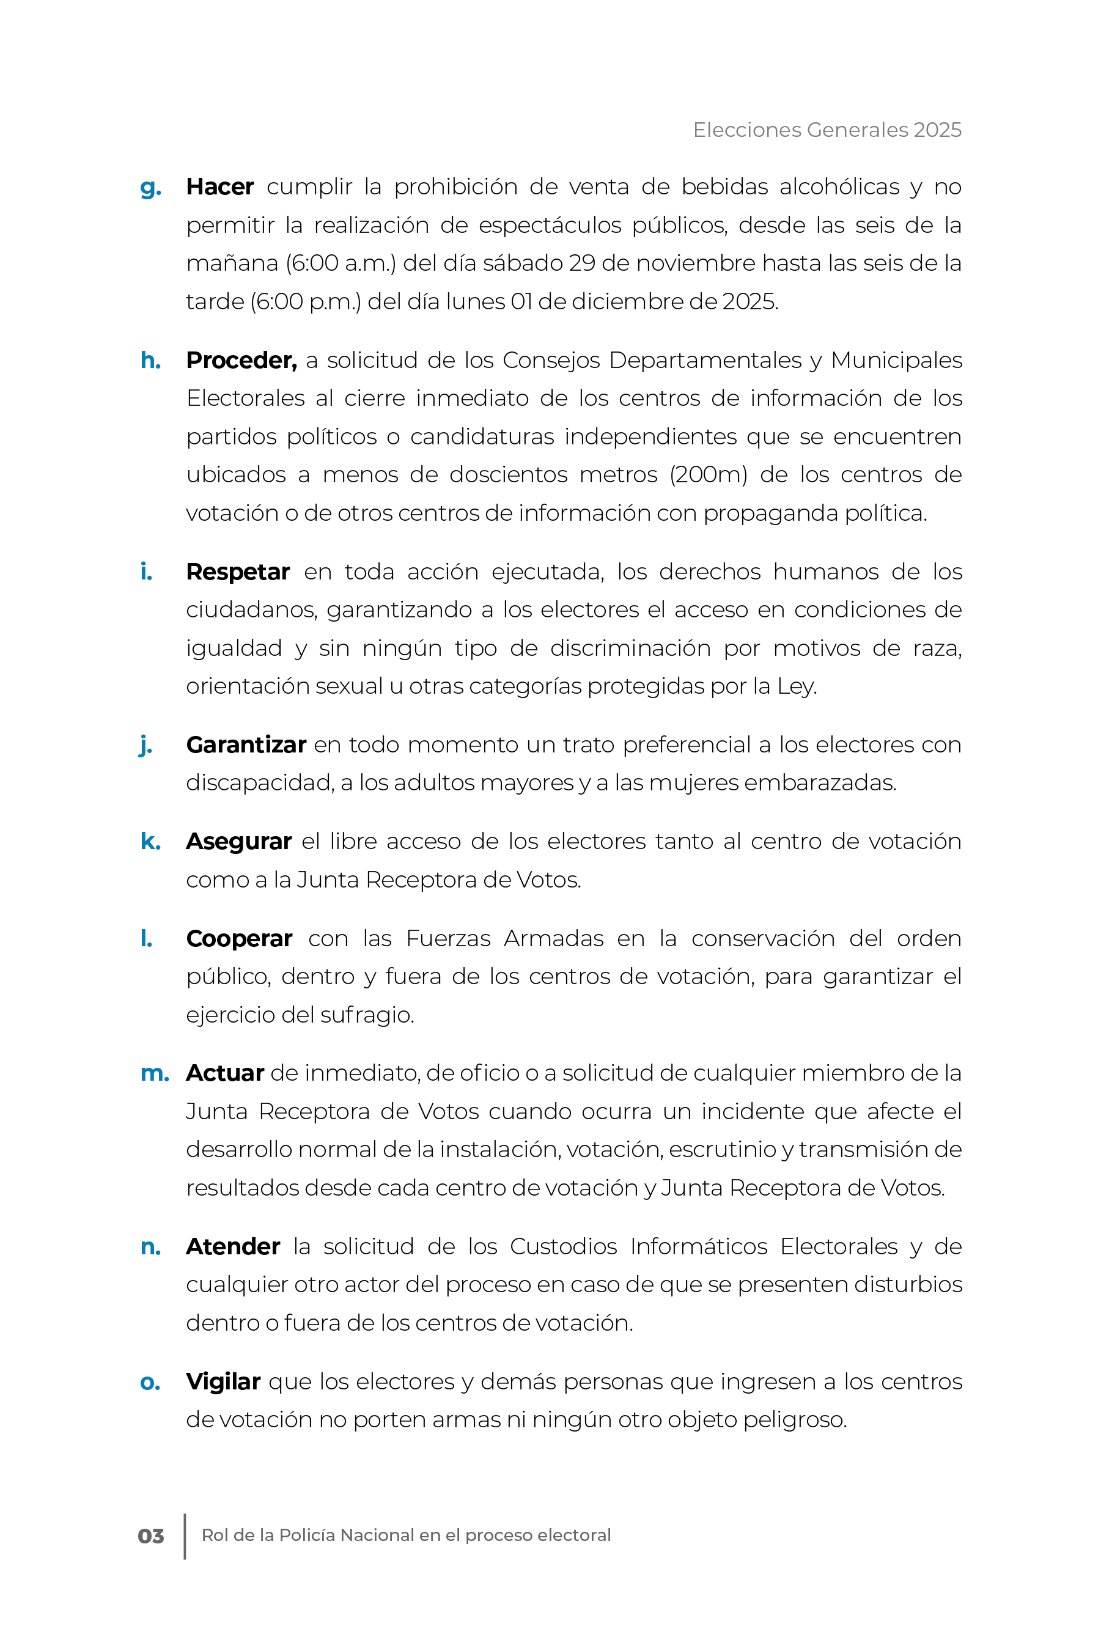 Elecciones Generales 2025
g. Hacer cumplir la prohibición de venta de bebidas alcohólicas y no
permitir la realización de espectáculos públicos, desde las seis de la
mañana (6:00 a.m.) del día sábado 29 de noviembre hasta las seis de la
tarde (6:00 p.m.) del día lunes 01 de diciembre de 2025.
h. Proceder, a solicitud de los Consejos Departamentales y Municipales
Electorales al cierre inmediato de los centros de información de los
partidos políticos o candidaturas independientes que se encuentren
ubicados a menos de doscientos metros (200m) de los centros de
votación o de otros centros de información con propaganda política.
i. Respetar en toda acción ejecutada, los derechos humanos de los
ciudadanos, garantizando a los electores el acceso en condiciones de
igualdad y sin ningún tipo de discriminación por motivos de raza,
orientación sexual u otras categorías protegidas por la Ley.
j. Garantizar en todo momento un trato preferencial a los electores con
discapacidad, a los adultos mayores y a las mujeres embarazadas.
k. Asegurar el libre acceso de los electores tanto al centro de votación
como a la Junta Receptora de Votos.
l. Cooperar con las Fuerzas Armadas en la conservación del orden
público, dentro y fuera de los centros de votación, para garantizar el
ejercicio del sufragio.
m. Actuar de inmediato, de oficio o a solicitud de cualquier miembro de la
Junta Receptora de Votos cuando ocurra un incidente que afecte el
desarrollo normal de la instalación, votación, escrutinio y transmisión de
resultados desde cada centro de votación y Junta Receptora de Votos.
n. Atender la solicitud de los Custodios Informáticos Electorales y de
cualquier otro actor del proceso en caso de que se presenten disturbios
dentro o fuera de los centros de votación.
o. Vigilar que los electores y demás personas que ingresen a los centros
de votación no porten armas ni ningún otro objeto peligroso.
03 Rol de la Policía Nacional en el proceso electoral